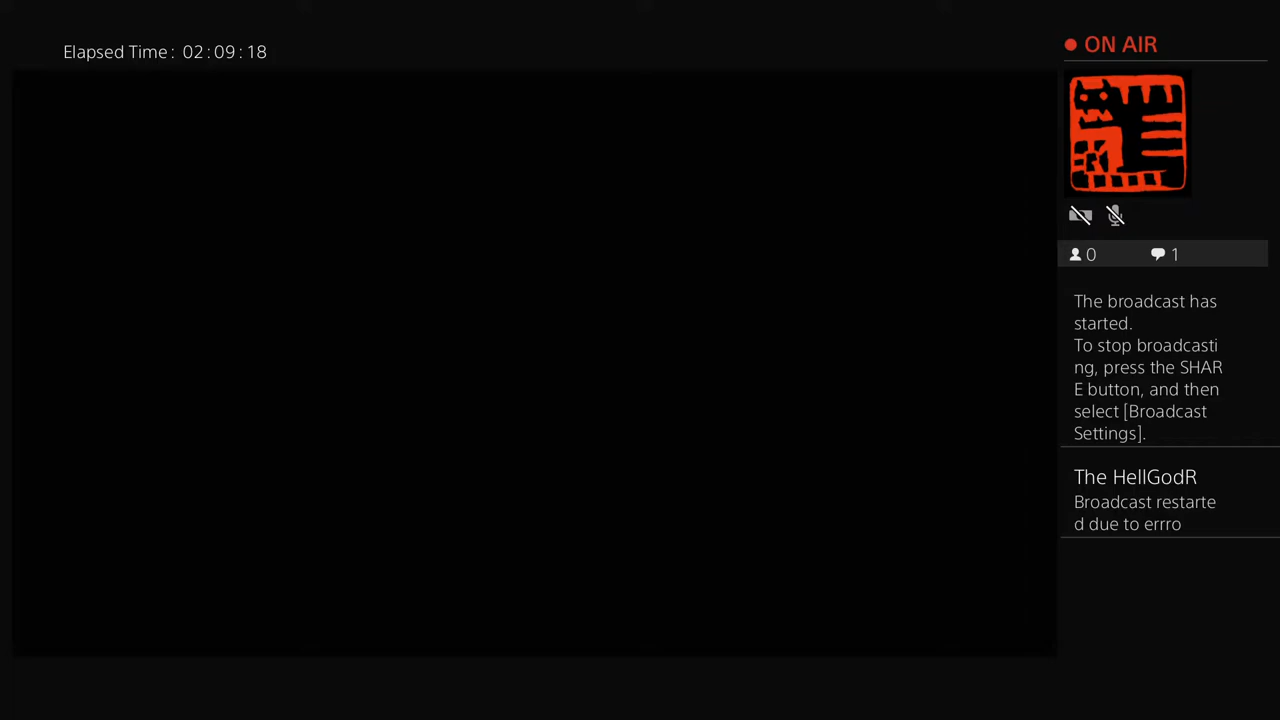 Elapsed Time: 02:09:18
ON AIR
0
1
The broadcast has
started.
To stop broadcasti
ng, press the SHAR
E button, and then
select [Broadcast
Settings].
The HellGodR
Broadcast restarte
d due to errro